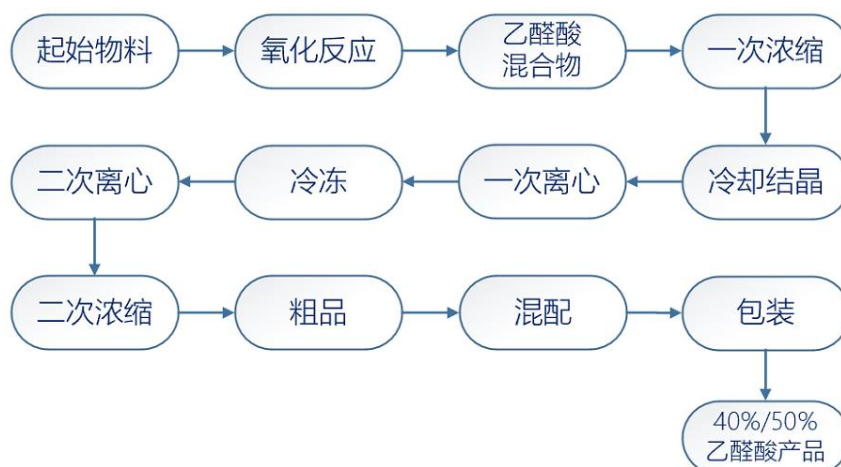 起始物料
氧化反应
乙醛酸
混合物
一次浓缩
冷却结晶
一次离心
冷冻
二次离心
二次浓缩
粗品
混配
包装
40%/50%
乙醛酸产品